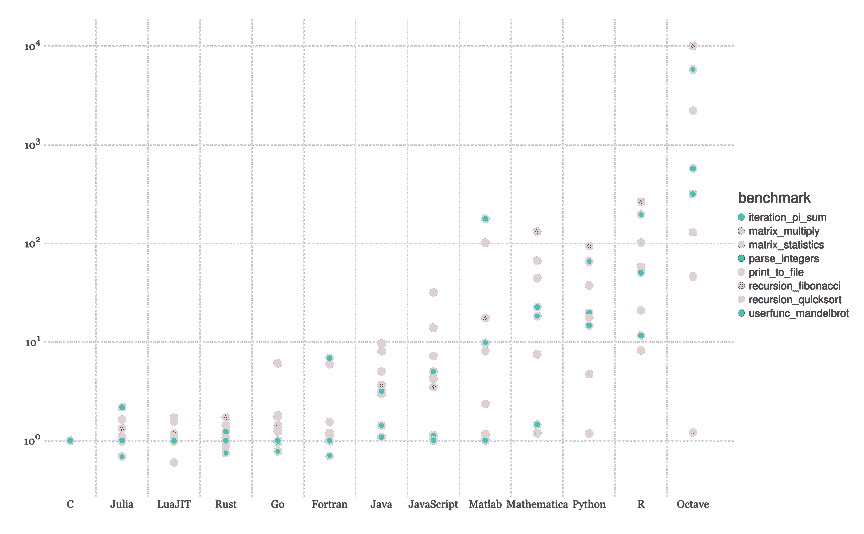 10⁴
10³
10²
10¹
10⁰
C Julia LuaJIT Rust Go Fortran Java JavaScript Matlab Mathematica Python R Octave
benchmark
iteration_pi_sum
matrix_multiply
matrix_statistics
parse_integers
print_to_file
recursion_fibonacci
recursion_quicksort
userfunc_mandelbrot